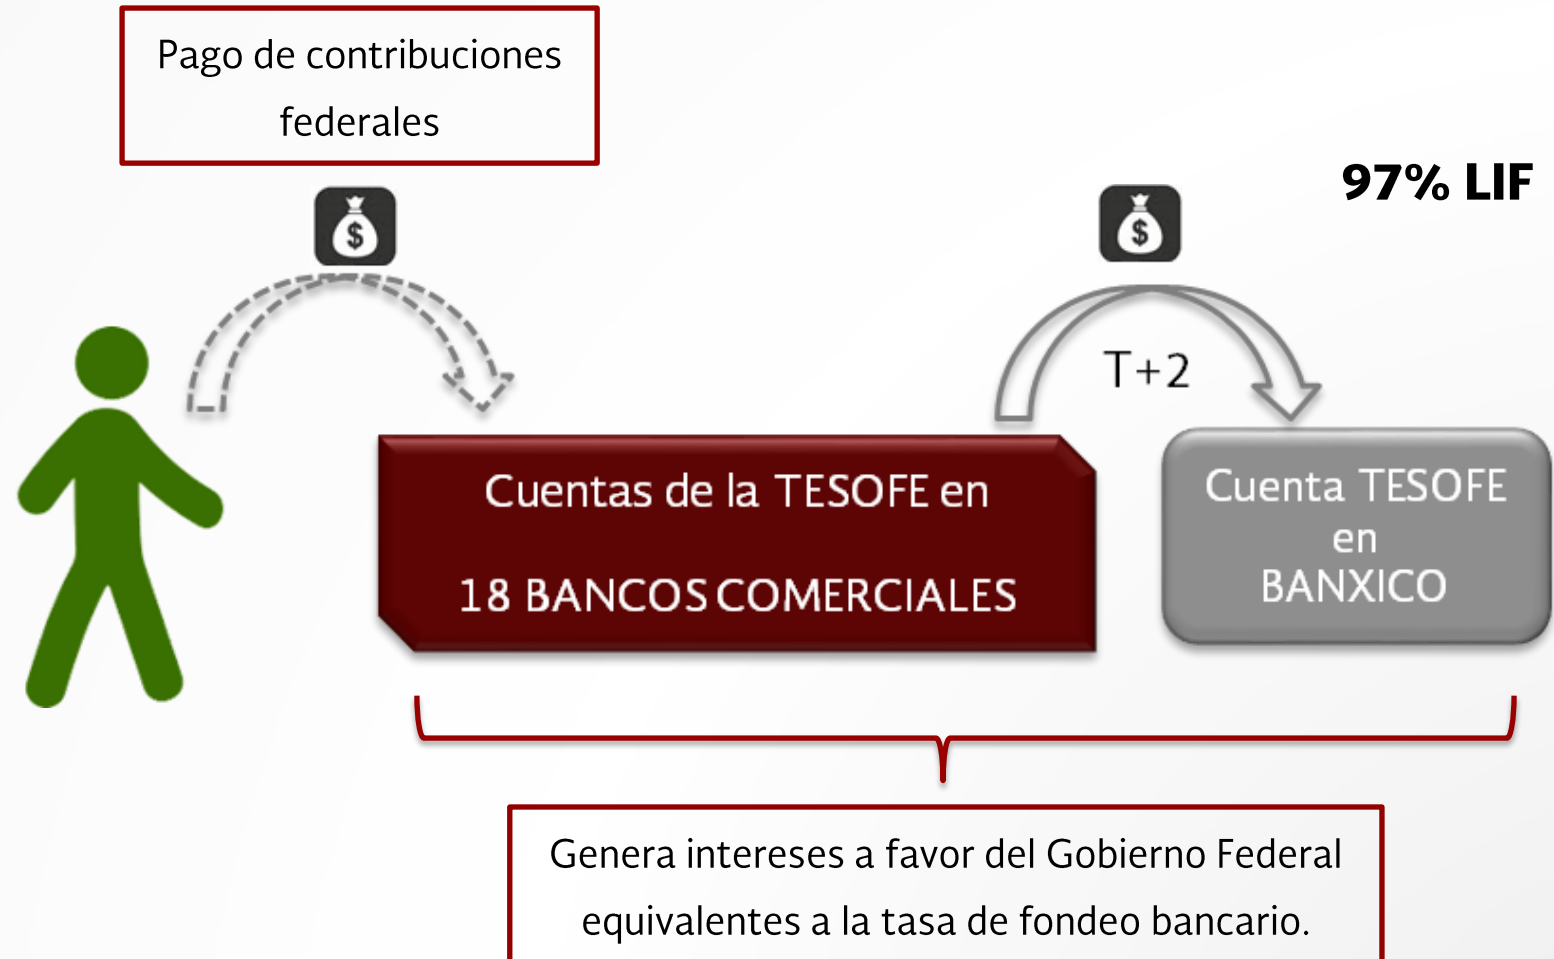 Pago de contribuciones
federales
97% LIF
$
$
T+2
Cuentas de la TESOFE en
18 BANCOS COMERCIALES
Cuenta TESOFE
en
BANXICO
Genera intereses a favor del Gobierno Federal
equivalentes a la tasa de fondeo bancario.